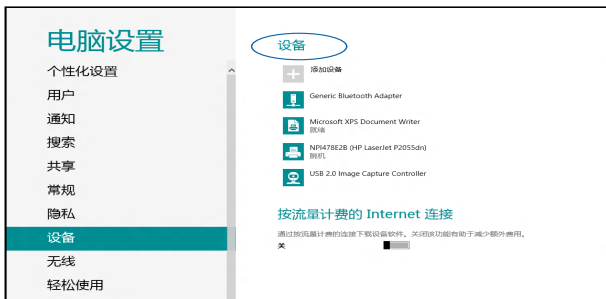 电脑设置
个性化设置
用户
通知
搜索
共享
常规
隐私
设备
无线
轻松使用
设备
添加设备
Generic Bluetooth Adapter
Microsoft XPS Document Writer
就绪
NPI478E2B (HP LaserJet P2055dn)
脱机
USB 2.0 Image Capture Controller
按流量计费的 Internet 连接
通过按流量计费的连接下载设备软件。关闭该功能有助于减少额外费用。
关